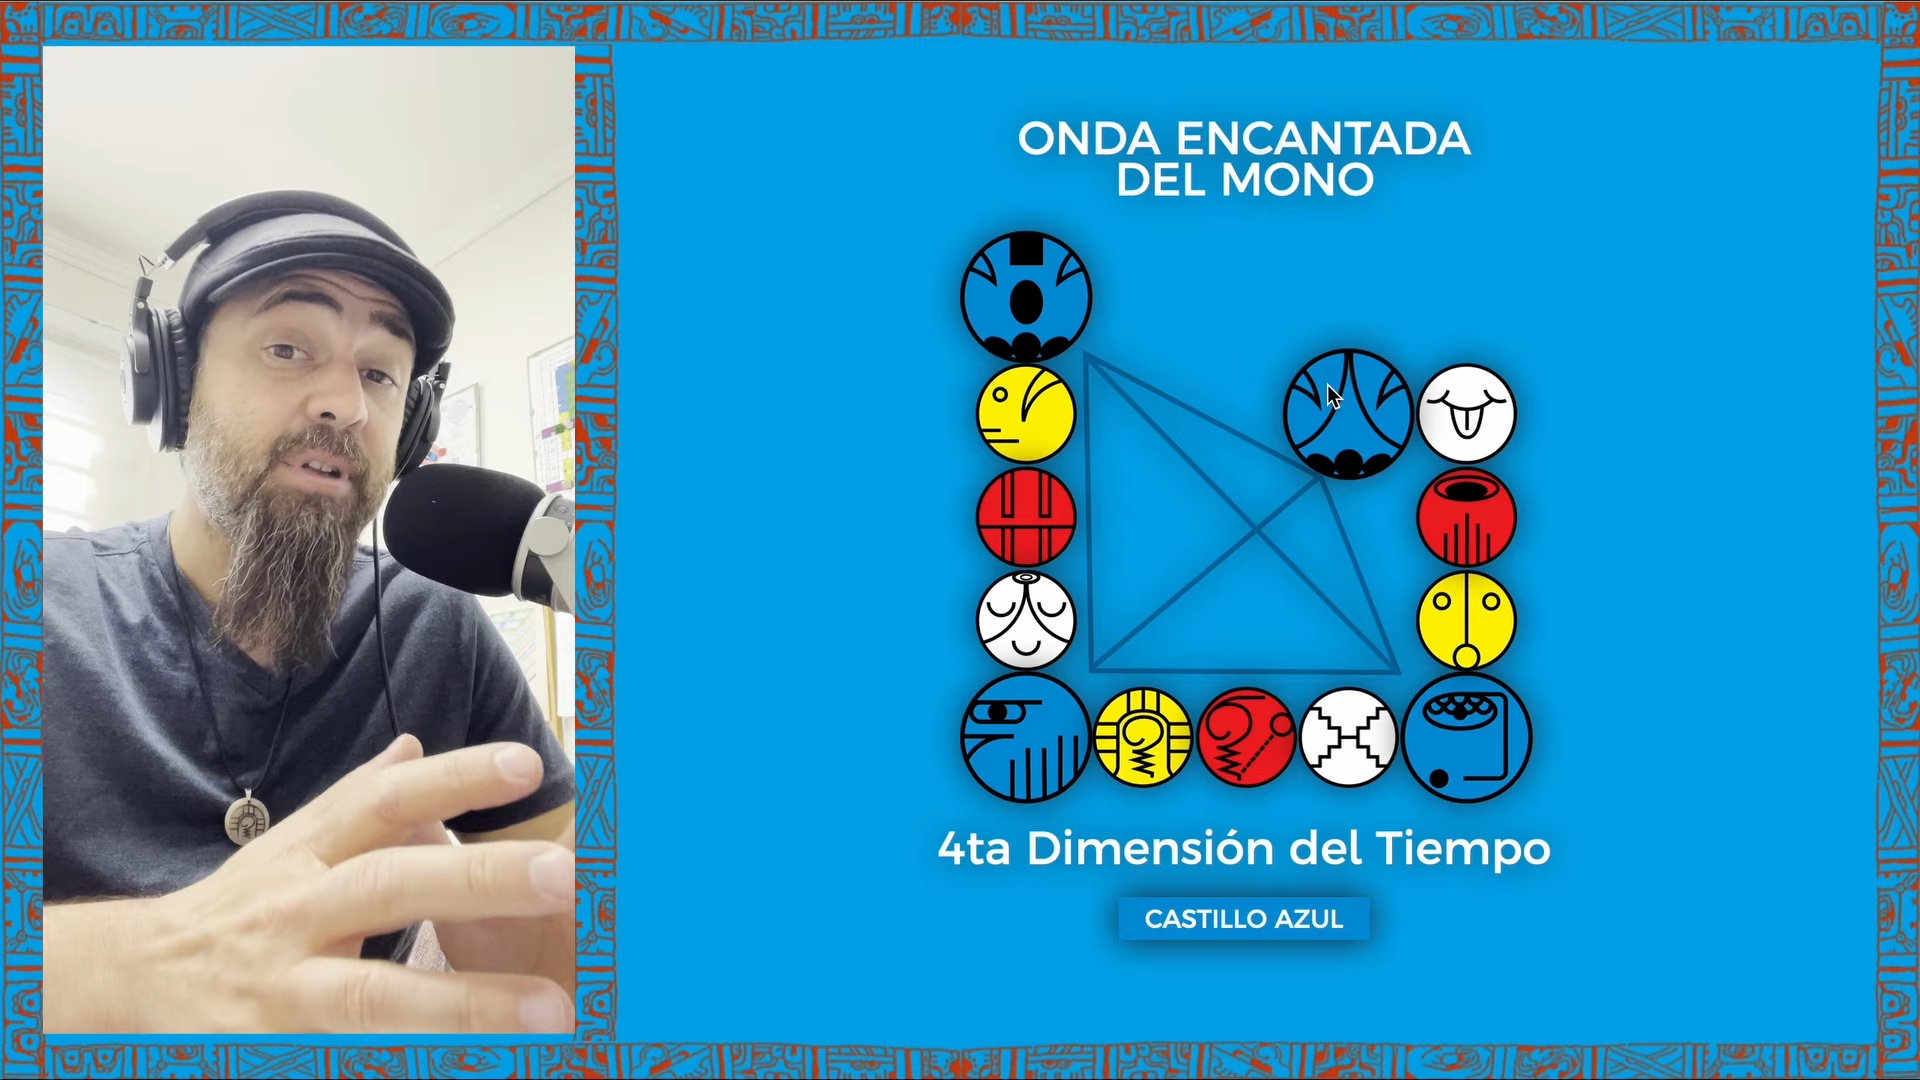 ONDA ENCANTADA
DEL MONO
4ta Dimensión del Tiempo
CASTILLO AZUL